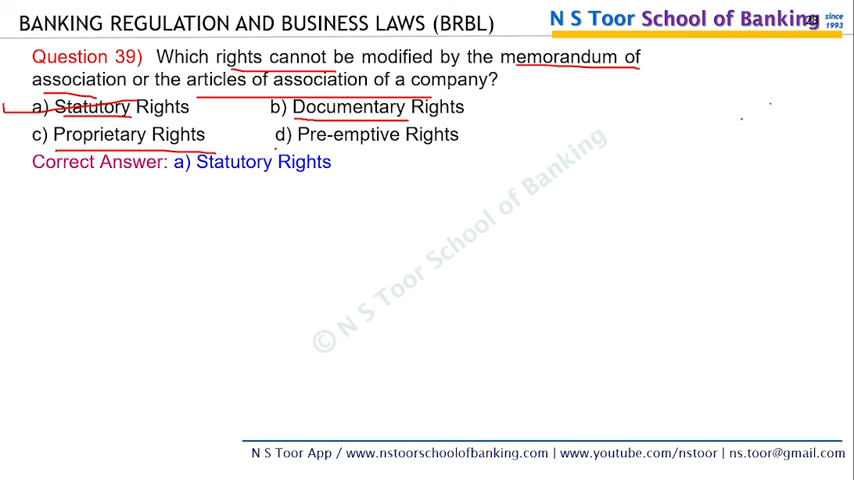 BANKING REGULATION AND BUSINESS LAWS (BRBL)
N S Toor School of Banking since 1993
Question 39) Which rights cannot be modified by the memorandum of
association or the articles of association of a company?
a) Statutory Rights b) Documentary Rights
c) Proprietary Rights d) Pre-emptive Rights
Correct Answer: a) Statutory Rights
© N S Toor School of Banking
N S Toor App / www.nstoorschoolofbanking.com | www.youtube.com/nstoor | ns.toor@gmail.com